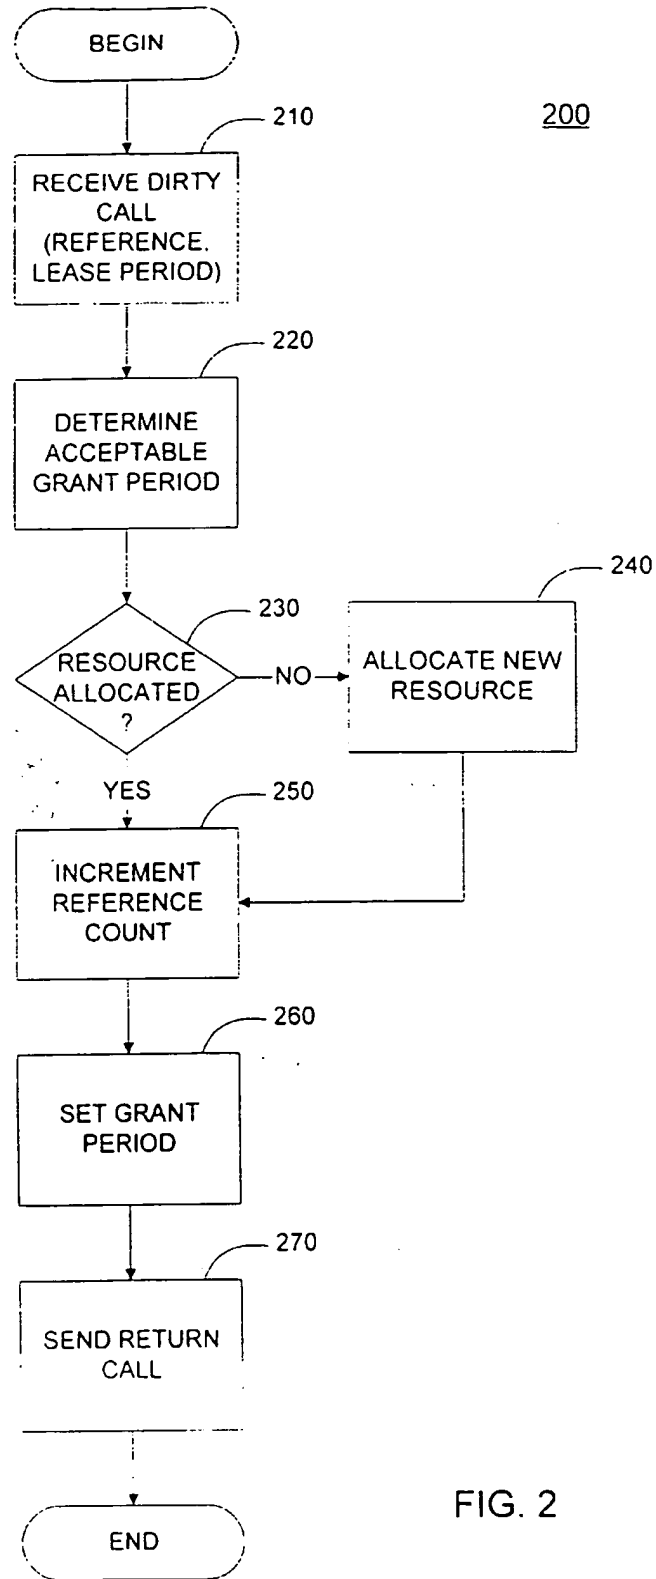 BEGIN
210
200
RECEIVE DIRTY
CALL
(REFERENCE.
LEASE PERIOD)
220
DETERMINE
ACCEPTABLE
GRANT PERIOD
230
240
RESOURCE
ALLOCATED
?
NO
ALLOCATE NEW
RESOURCE
YES
250
INCREMENT
REFERENCE
COUNT
260
SET GRANT
PERIOD
270
SEND RETURN
CALL
END
FIG. 2